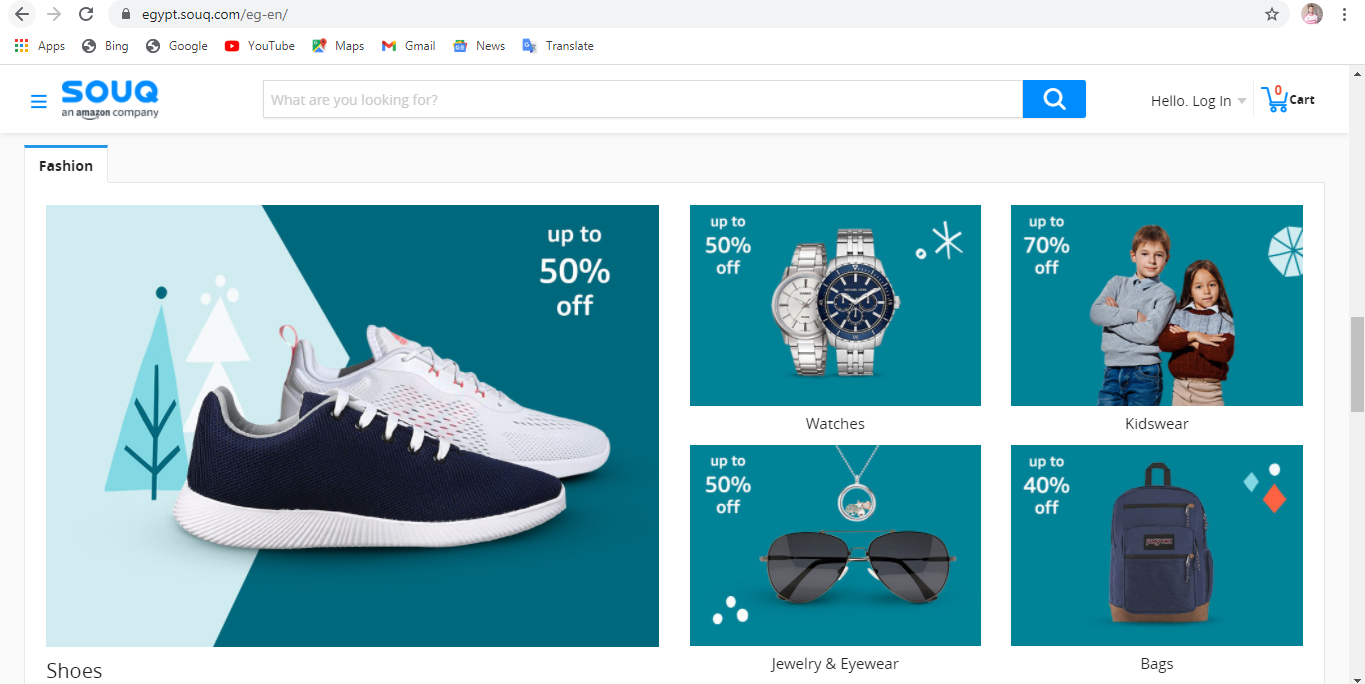 egypt.souq.com/eg-en/
Apps
Bing
Google
YouTube
Maps
Gmail
News
Translate
SOUQ
an amazon company
What are you looking for?
Hello. Log In
0
Cart
Fashion
up to
50%
off
Shoes
up to
50%
off
Watches
up to
70%
off
Kidswear
up to
50%
off
Jewelry & Eyewear
up to
40%
off
JANSPORT
Bags